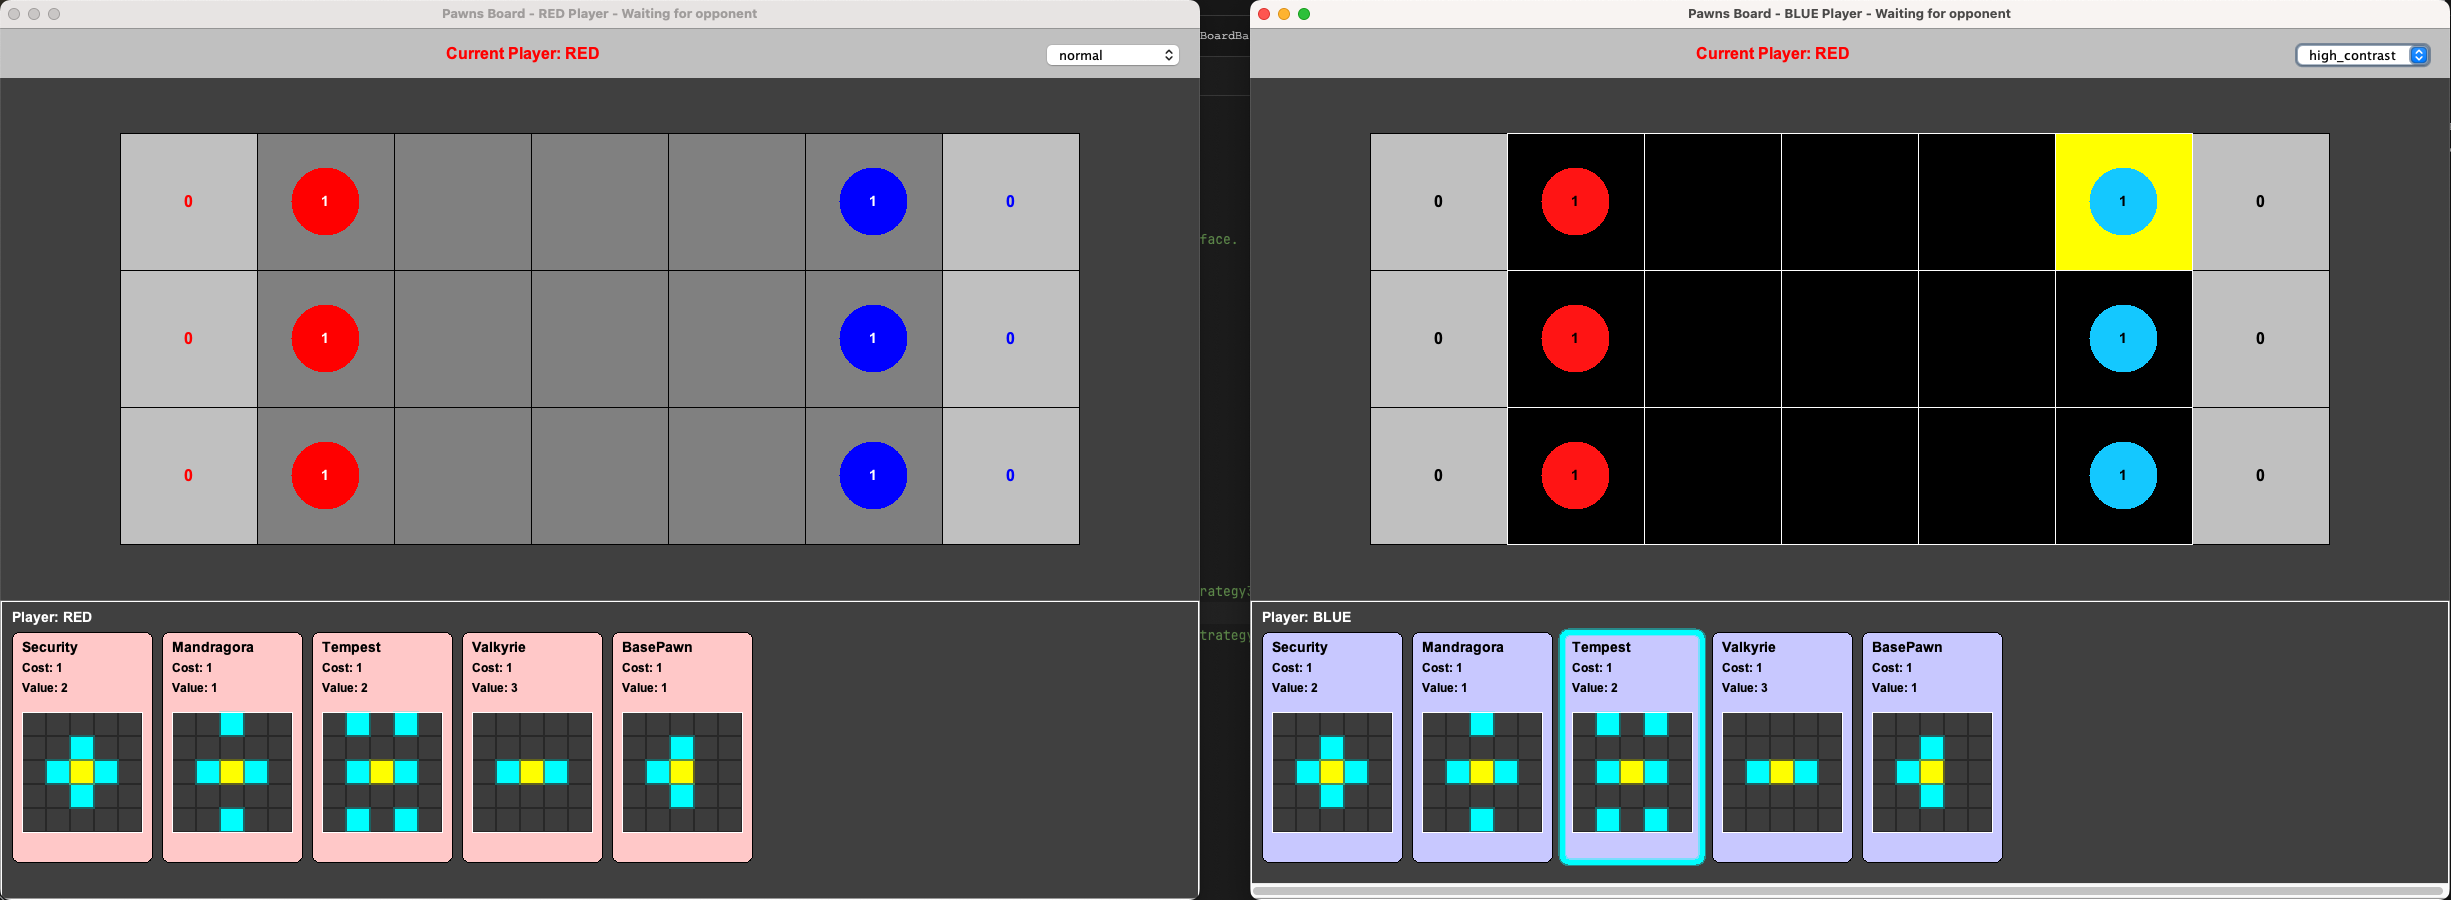 Pawns Board - RED Player - Waiting for opponent
Current Player: RED
normal
0 1 1 0
0 1 1 0
0 1 1 0
Player: RED
Security
Cost: 1
Value: 2
Mandragora
Cost: 1
Value: 1
Tempest
Cost: 1
Value: 2
Valkyrie
Cost: 1
Value: 3
BasePawn
Cost: 1
Value: 1
BoardBa
face.
rategy3
trategy
Pawns Board - BLUE Player - Waiting for opponent
Current Player: RED
high_contrast
0 1 1 0
0 1 1 0
0 1 1 0
Player: BLUE
Security
Cost: 1
Value: 2
Mandragora
Cost: 1
Value: 1
Tempest
Cost: 1
Value: 2
Valkyrie
Cost: 1
Value: 3
BasePawn
Cost: 1
Value: 1